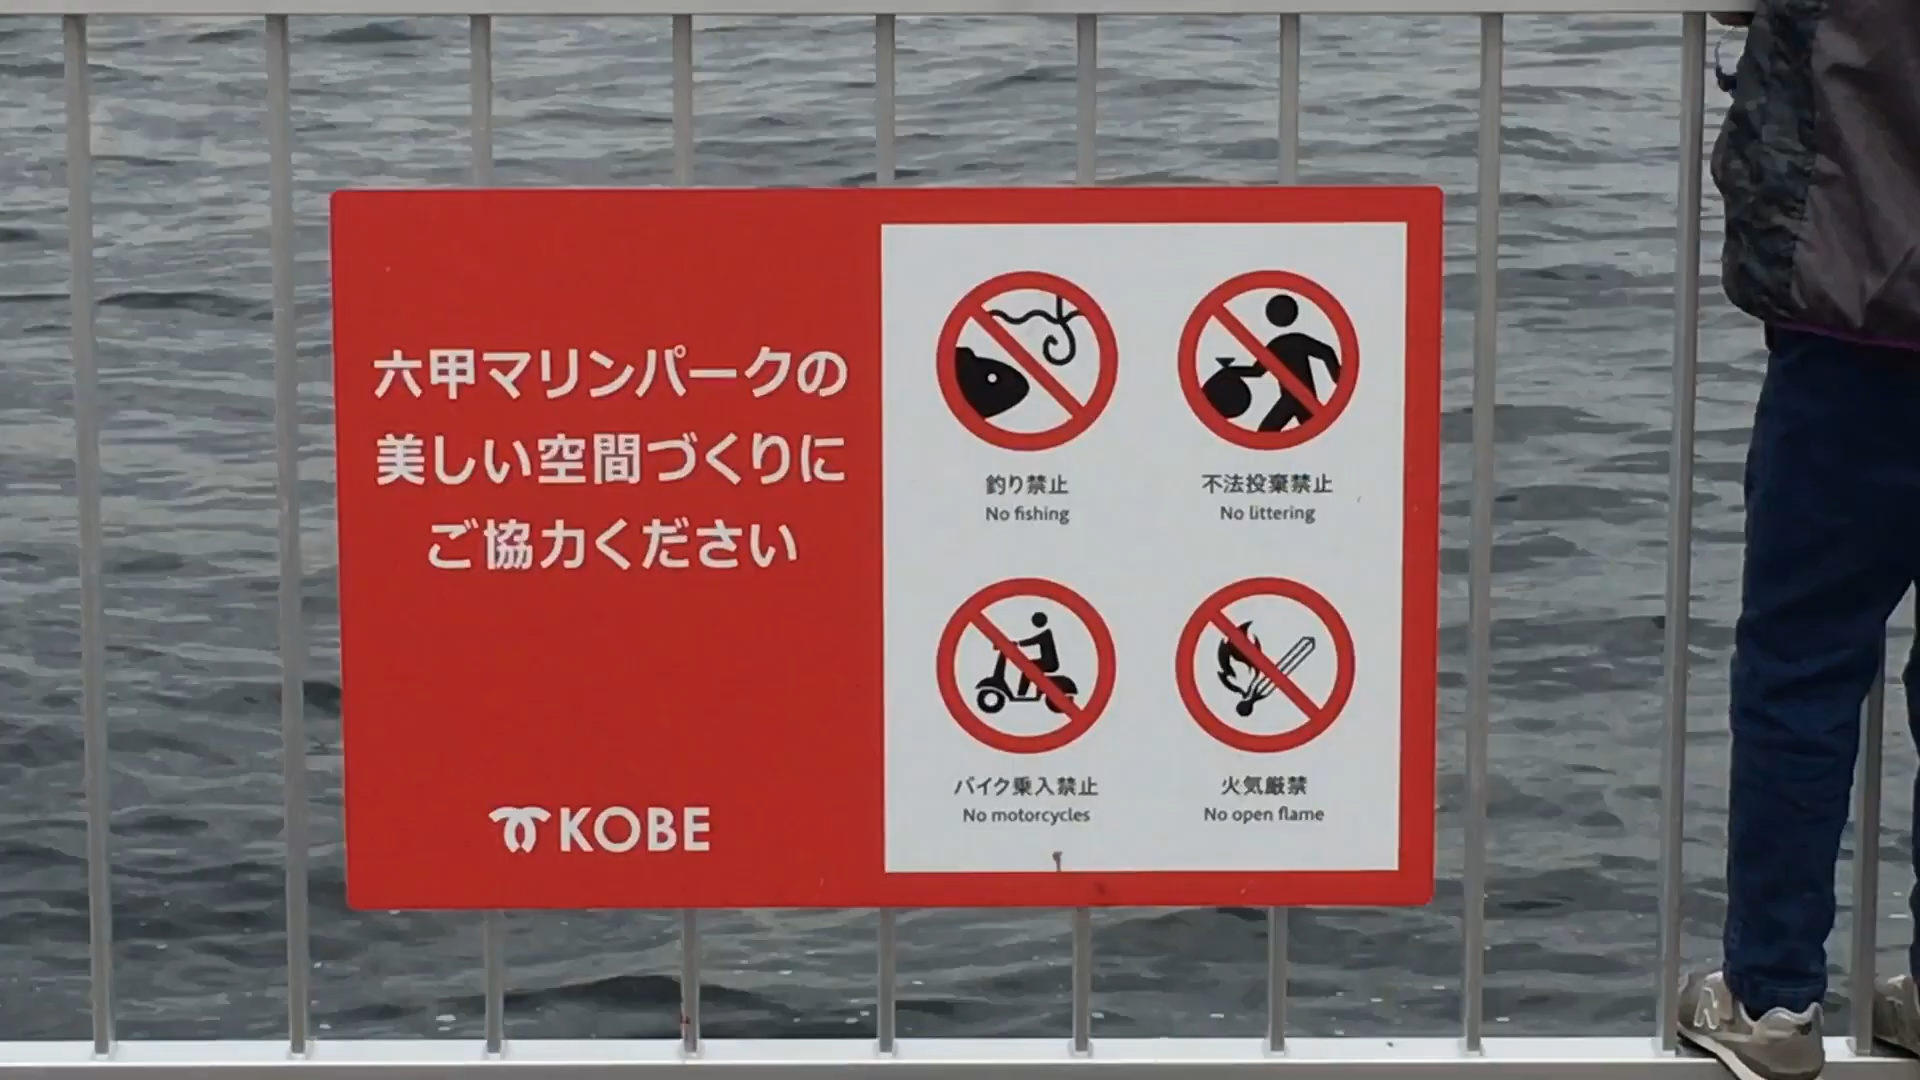 六甲マリンパークの
美しい空間づくりに
ご協力ください
KOBE
釣り禁止
No fishing
不法投棄禁止
No littering
バイク乗入禁止
No motorcycles
火気厳禁
No open flame